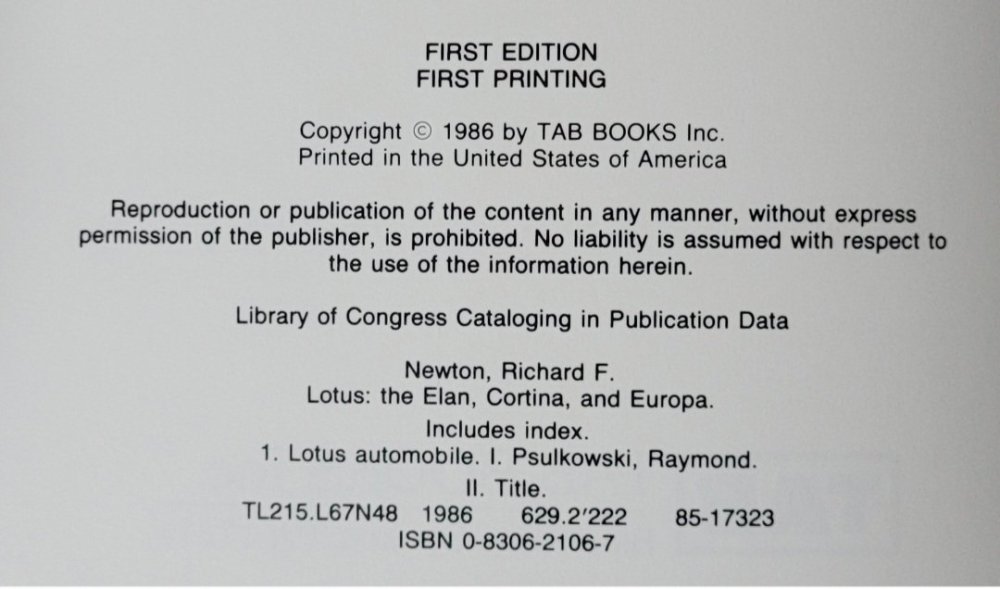 FIRST EDITION
FIRST PRINTING
Copyright © 1986 by TAB BOOKS Inc.
Printed in the United States of America
Reproduction or publication of the content in any manner, without express
permission of the publisher, is prohibited. No liability is assumed with respect to
the use of the information herein.
Library of Congress Cataloging in Publication Data
Newton, Richard F.
Lotus: the Elan, Cortina, and Europa.
Includes index.
1. Lotus automobile. I. Psulkowski, Raymond.
II. Title.
TL215.L67N48 1986 629.2'222 85-17323
ISBN 0-8306-2106-7